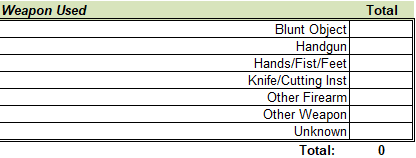 Weapon Used Total
Blunt Object
Handgun
Hands/Fist/Feet
Knife/Cutting Inst
Other Firearm
Other Weapon
Unknown
Total: 0